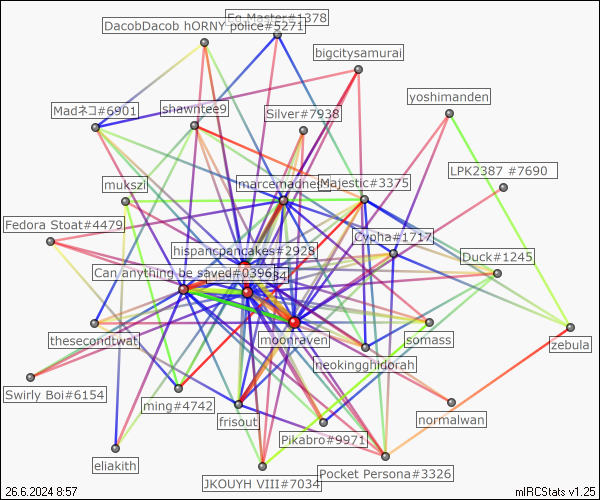 Eg Master#1378
DacobDacob hORNY police#5271
bigcitysamurai
yoshimanden
Madネコ#6901
shawntee9
Silver#7938
LPK2387 #7690
mukszi
marcemadness
Majestic#3375
Fedora Stoat#4479
Cypha#1717
hispancpancakes#2928
Duck#1245
Can anything be saved#0396
34
thesecondtwat
moonraven
somass
zebula
neokingghidorah
Swirly Boi#6154
ming#4742
frisout
normalwan
Pikabro#9971
eliakith
JKOUYH VIII#7034
Pocket Persona#3326
26.6.2024 8:57
mIRCStats v1.25